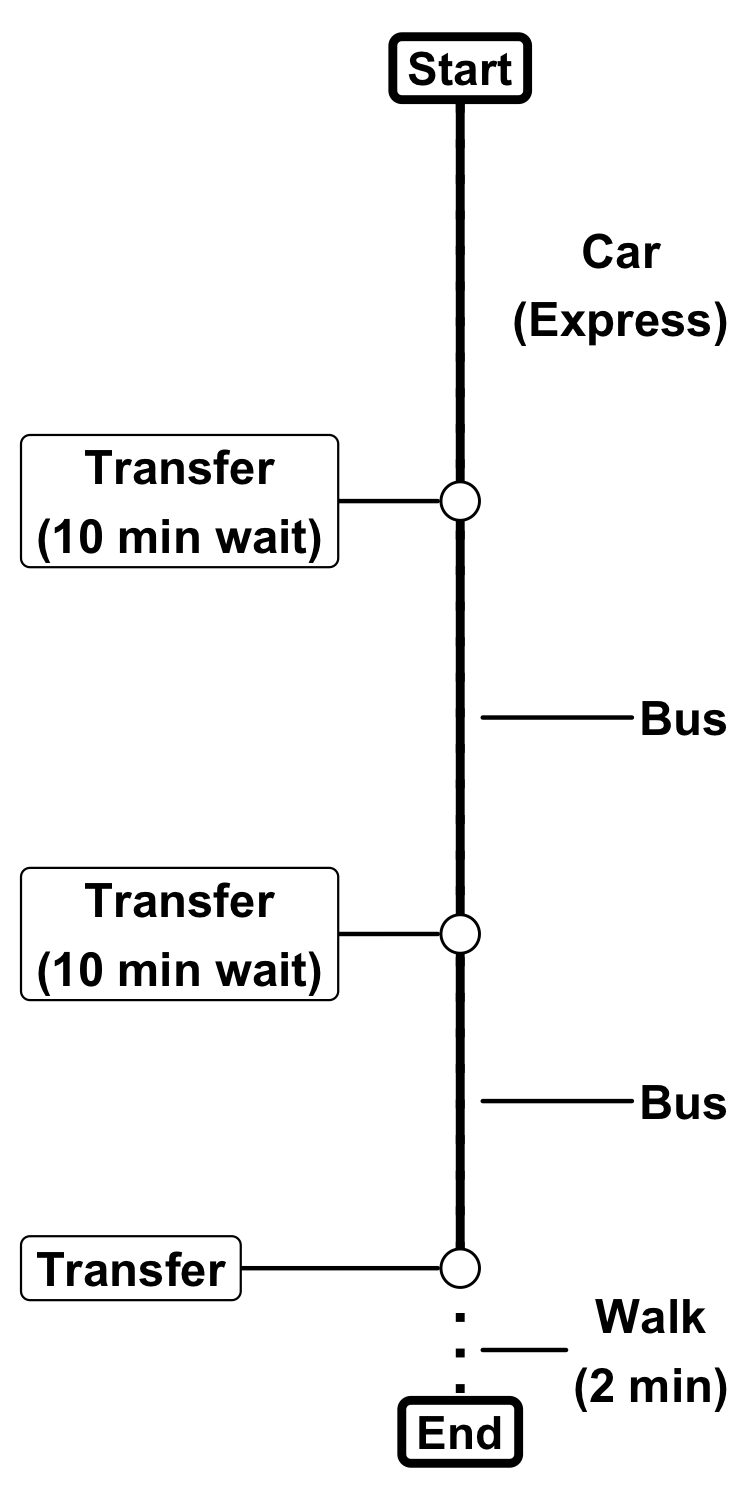 Start
Car
(Express)
Transfer
(10 min wait)
Bus
Transfer
(10 min wait)
Bus
Transfer
Walk
(2 min)
End